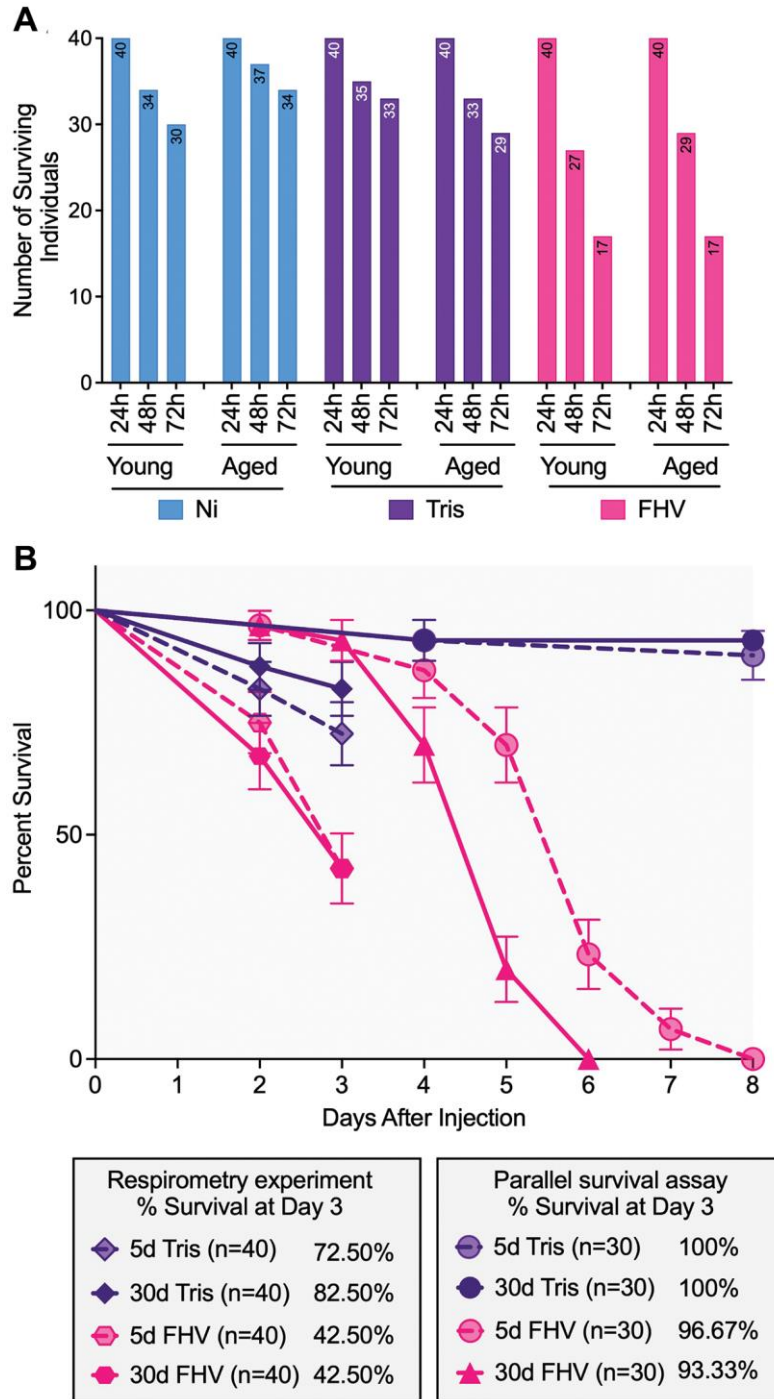 A
Number of Surviving
Individuals
40
30
20
10
0
40
34
30
40
37
34
40
35
33
40
33
29
40
27
17
40
29
17
24h
48h
72h
24h
48h
72h
24h
48h
72h
24h
48h
72h
24h
48h
72h
24h
48h
72h
Young
Aged
Young
Aged
Young
Aged
Ni
Tris
FHV
B
Percent Survival
100
50
0
0
1
2
3
4
5
6
7
8
Days After Injection
Respirometry experiment
% Survival at Day 3
5d Tris (n=40) 72.50%
30d Tris (n=40) 82.50%
5d FHV (n=40) 42.50%
30d FHV (n=40) 42.50%
Parallel survival assay
% Survival at Day 3
5d Tris (n=30) 100%
30d Tris (n=30) 100%
5d FHV (n=30) 96.67%
30d FHV (n=30) 93.33%